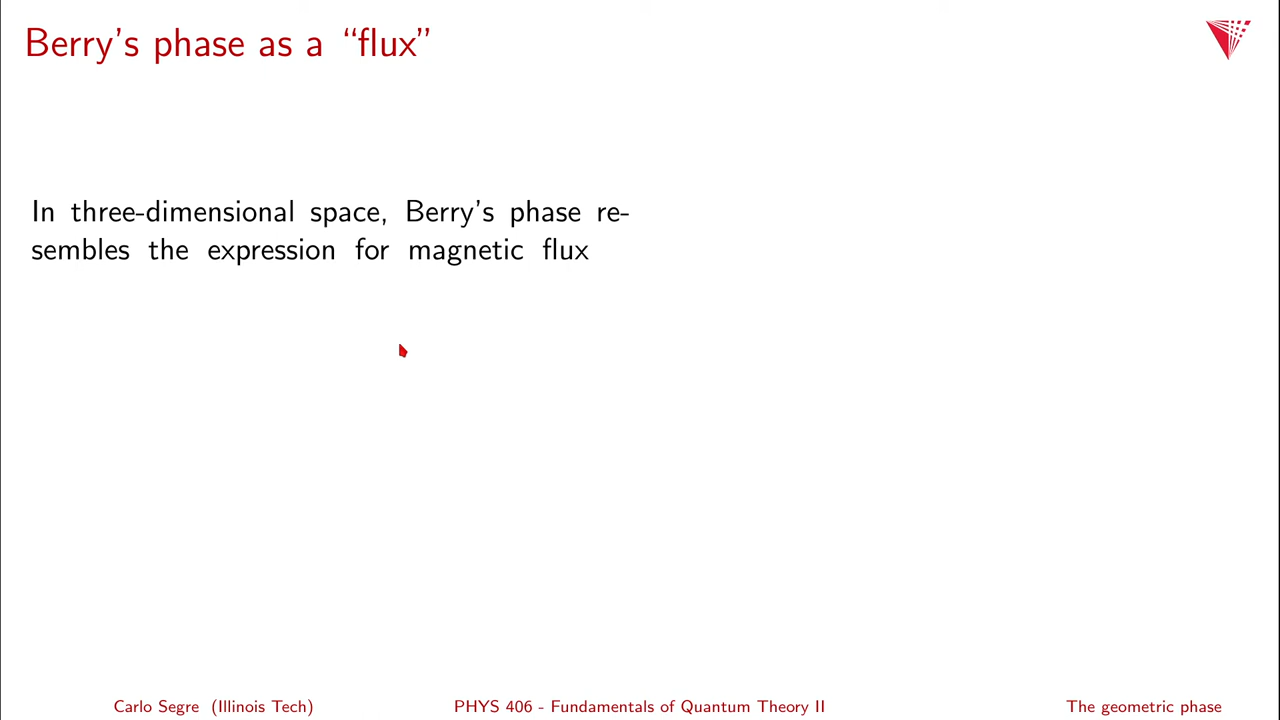 Berry's phase as a “flux”
In three-dimensional space, Berry's phase re-
sembles the expression for magnetic flux
Carlo Segre (Illinois Tech)
PHYS 406 - Fundamentals of Quantum Theory II
The geometric phase